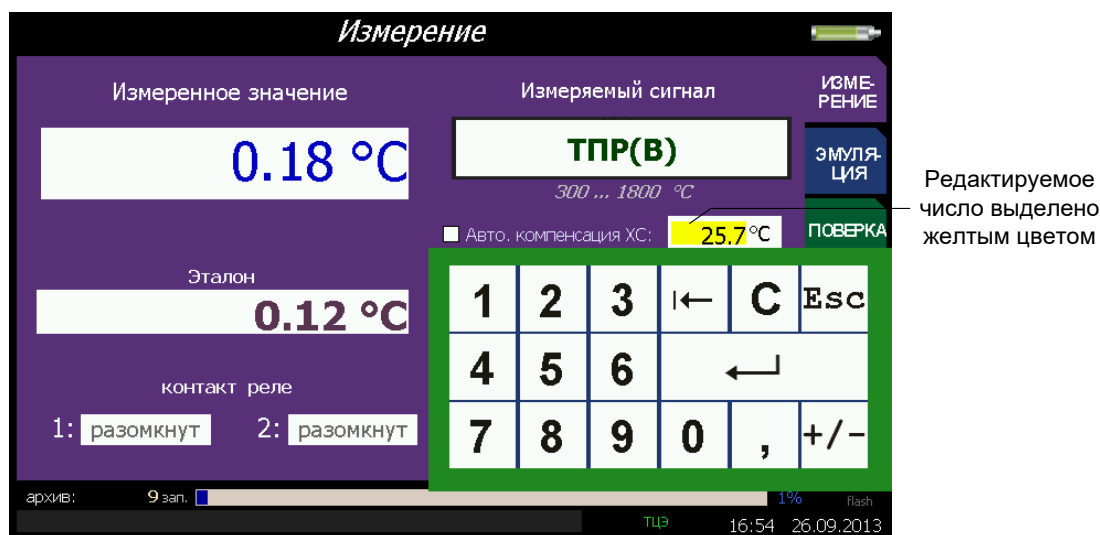 Измерение
Измеренное значение
0.18 °C
Измеряемый сигнал
ТПР(В)
300 ... 1800 °C
Авто. компенсация ХС: 25.7 °C
ИЗМЕ-
РЕНИЕ
ЭМУЛЯ-
ЦИЯ
ПОВЕРКА
Редактируемое
число выделено
желтым цветом
Эталон
0.12 °C
контакт реле
1: разомкнут 2: разомкнут
1 2 3 C Esc
4 5 6
7 8 9 0 , +/-
архив: 9 зап. 1% flash
ТЦЭ 16:54 26.09.2013